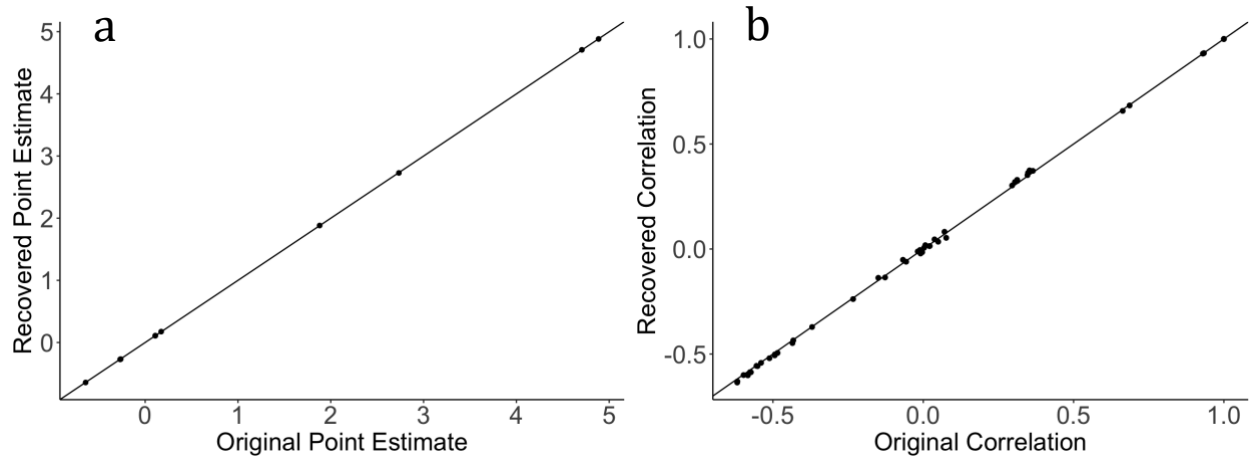 a
Recovered Point Estimate
5
4
3
2
1
0
0 1 2 3 4 5
Original Point Estimate
b
Recovered Correlation
1.0
0.5
0.0
-0.5
-0.5 0.0 0.5 1.0
Original Correlation